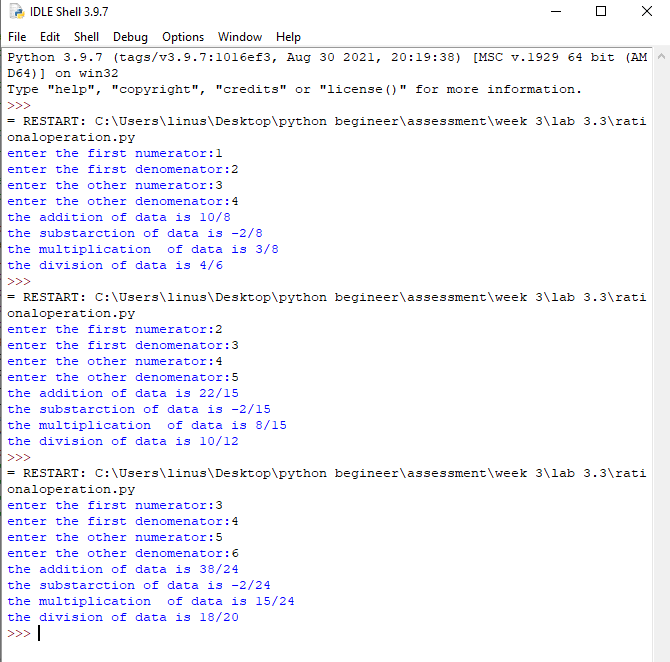 IDLE Shell 3.9.7
File Edit Shell Debug Options Window Help
Python 3.9.7 (tags/v3.9.7:1016ef3, Aug 30 2021, 20:19:38) [MSC v.1929 64 bit (AM
D64)] on win32
Type "help", "copyright", "credits" or "license()" for more information.
>>>
= RESTART: C:\Users\linus\Desktop\python begineer\assessment\week 3\lab 3.3\rati
onaloperation.py
enter the first numerator:1
enter the first denomenator:2
enter the other numerator:3
enter the other denomenator:4
the addition of data is 10/8
the substarction of data is -2/8
the multiplication  of data is 3/8
the division of data is 4/6
>>>
= RESTART: C:\Users\linus\Desktop\python begineer\assessment\week 3\lab 3.3\rati
onaloperation.py
enter the first numerator:2
enter the first denomenator:3
enter the other numerator:4
enter the other denomenator:5
the addition of data is 22/15
the substarction of data is -2/15
the multiplication  of data is 8/15
the division of data is 10/12
>>>
= RESTART: C:\Users\linus\Desktop\python begineer\assessment\week 3\lab 3.3\rati
onaloperation.py
enter the first numerator:3
enter the first denomenator:4
enter the other numerator:5
enter the other denomenator:6
the addition of data is 38/24
the substarction of data is -2/24
the multiplication  of data is 15/24
the division of data is 18/20
>>>